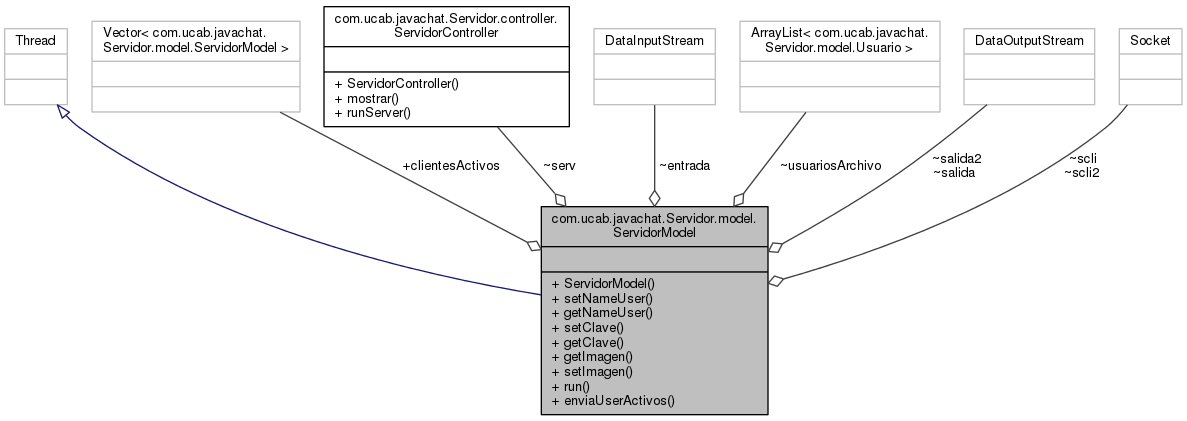 Thread
Vector< com.ucab.javachat.
Servidor.model.ServidorModel >
com.ucab.javachat.Servidor.controller.
ServidorController
+ ServidorController()
+ mostrar()
+ runServer()
DataInputStream
ArrayList< com.ucab.javachat.
Servidor.model.Usuario >
DataOutputStream
Socket
+clientesActivos
~serv
~entrada
~usuariosArchivo
~salida2
~salida
~scli
~scli2
com.ucab.javachat.Servidor.model.
ServidorModel
+ ServidorModel()
+ setNameUser()
+ getNameUser()
+ setClave()
+ getClave()
+ getImagen()
+ setImagen()
+ run()
+ enviaUserActivos()